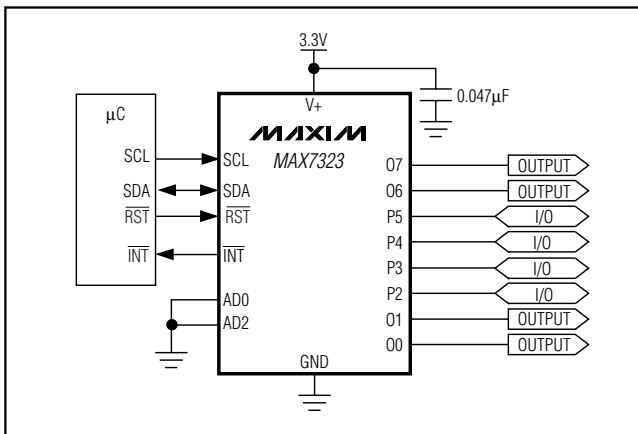 3.3V
V+
0.047μF
μC
MAXIM
MAX7323
SCL
SCL
SDA
SDA
RST
RST
INT
INT
AD0
AD2
GND
O7
OUTPUT
O6
OUTPUT
P5
I/O
P4
I/O
P3
I/O
P2
I/O
O1
OUTPUT
O0
OUTPUT